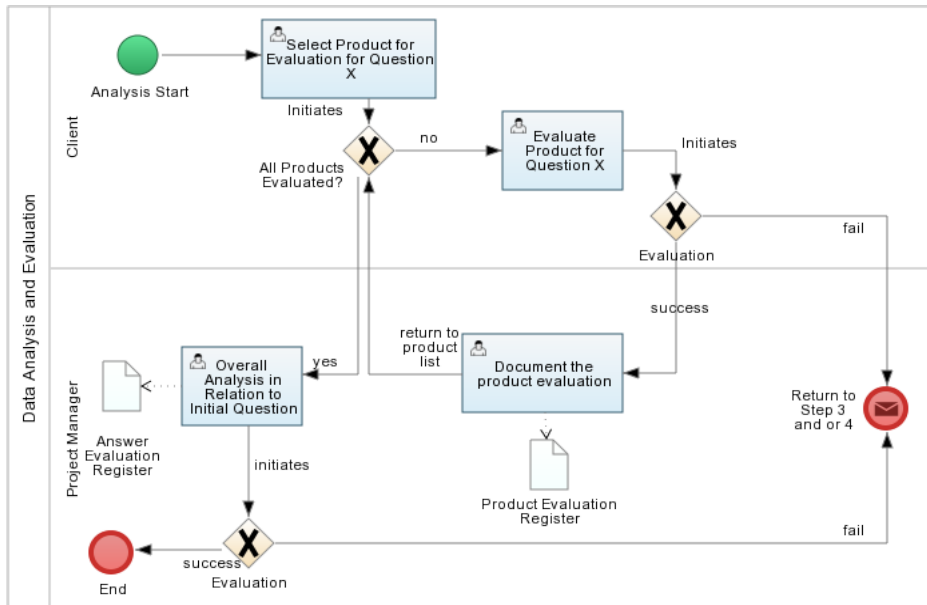 Data Analysis and Evaluation
Client
Analysis Start
Select Product for
Evaluation for Question
X
Initiates
All Products
Evaluated?
no
Evaluate
Product for
Question X
Initiates
Evaluation
fail
success
Project Manager
yes
Overall
Analysis in
Relation to
Initial Question
Answer
Evaluation
Register
return to
product
list
Document the
product evaluation
Product Evaluation
Register
Return to
Step 3
and or 4
initiates
Evaluation
success
End
fail